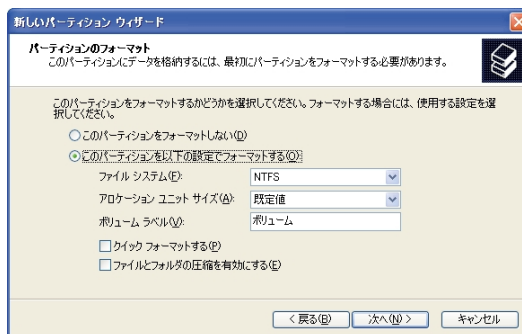 新しいパーティション ウィザード
パーティションのフォーマット
このパーティションにデータを格納するには、最初にパーティションをフォーマットする必要があります。
このパーティションをフォーマットするかどうかを選択してください。フォーマットする場合には、使用する設定を選
択してください。
このパーティションをフォーマットしない(D)
このパーティションを以下の設定でフォーマットする(O)
ファイル システム(F): NTFS
アロケーション ユニット サイズ(A): 既定値
ボリューム ラベル(V): ボリューム
クイック フォーマットする(P)
ファイルとフォルダの圧縮を有効にする(E)
< 戻る(B) 次へ(N) > キャンセル